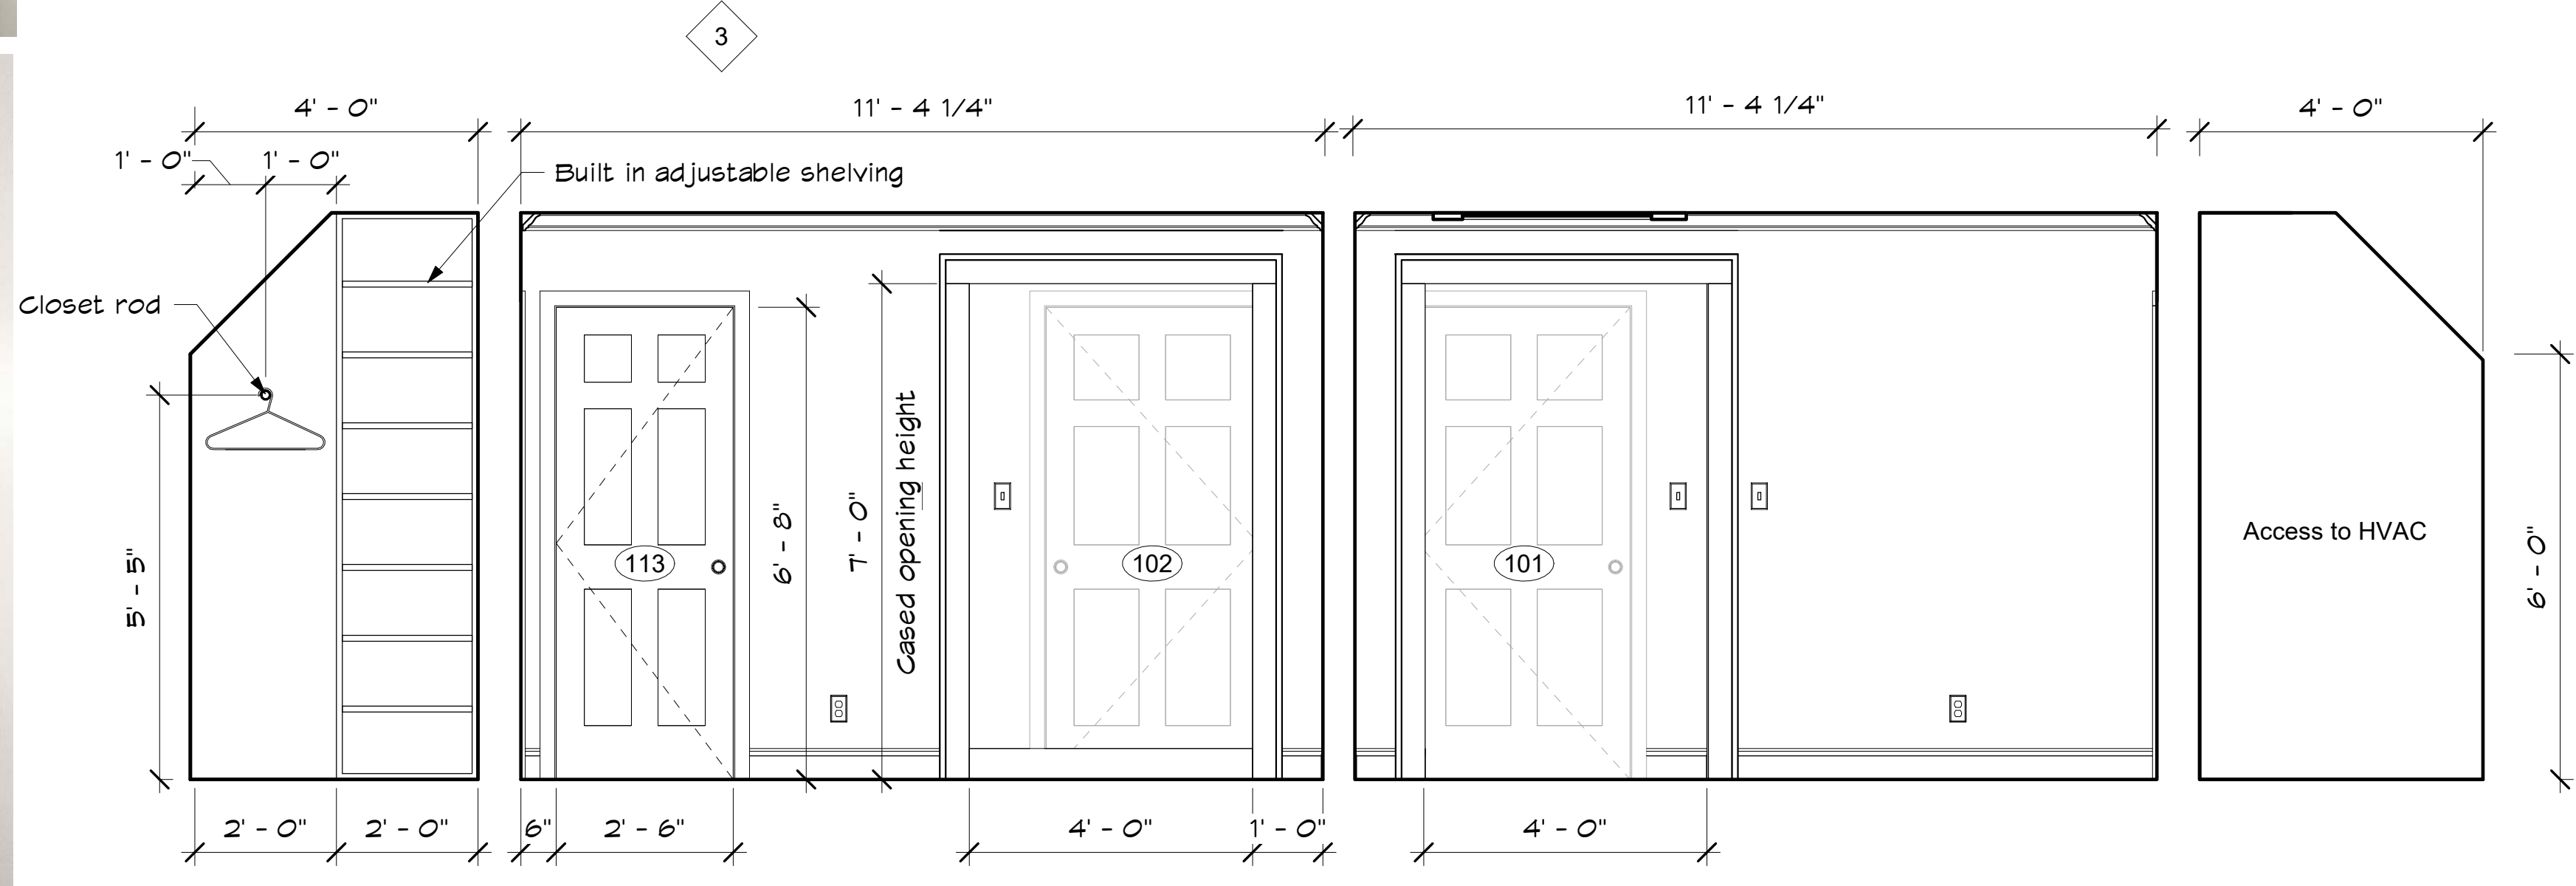 3
4' - 0"
11' - 4 1/4"
11' - 4 1/4"
4' - 0"
1' - 0"
1' - 0"
Built in adjustable shelving
Closet rod
5' - 5"
113
6' - 8"
7' - 0"
Cased opening height
102
101
Access to HVAC
6' - 0"
2' - 0"
2' - 0"
6"
2' - 6"
4' - 0"
1' - 0"
4' - 0"